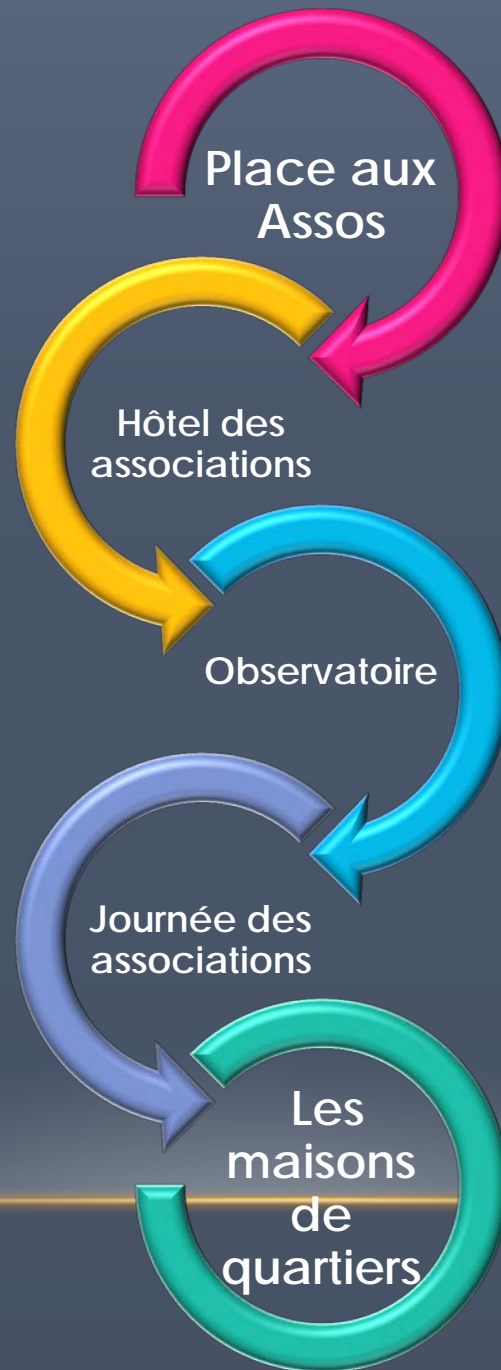 Place aux
Assos
Hôtel des
associations
Observatoire
Journée des
associations
Les
maisons
de
quartiers